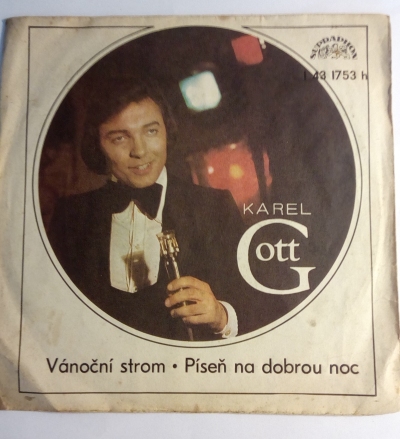 SUPRAPHON
1 43 1753 h
KAREL
Gott
Vánoční strom • Píseň na dobrou noc